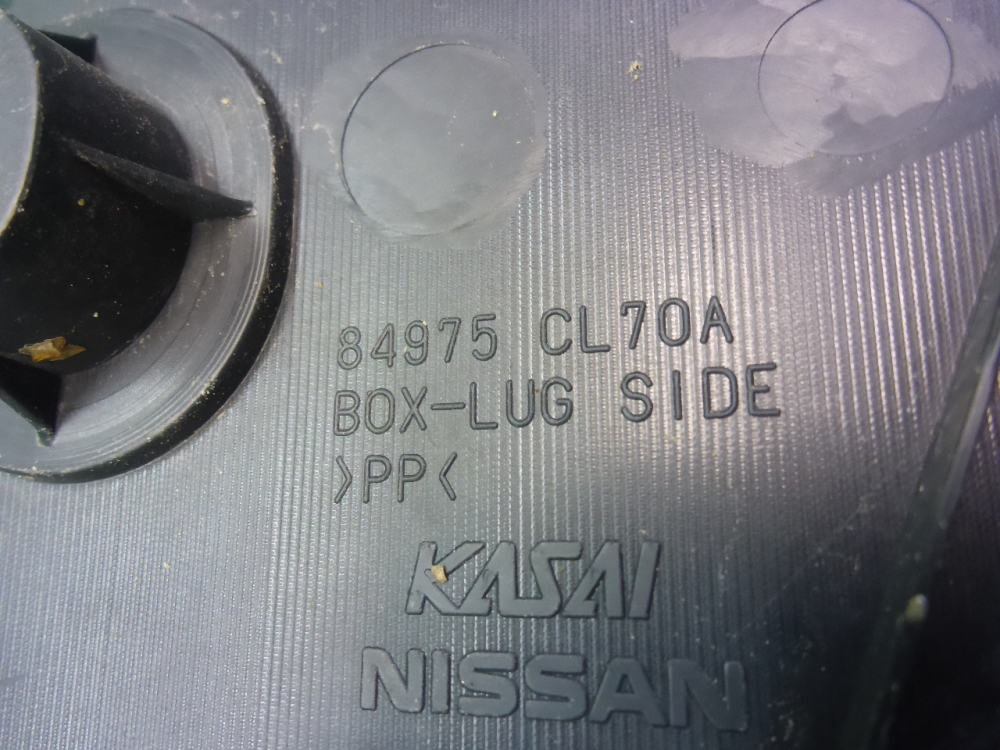 84975 CL70A
BOX-LUG SIDE
>PP<
KASAI
NISSAN